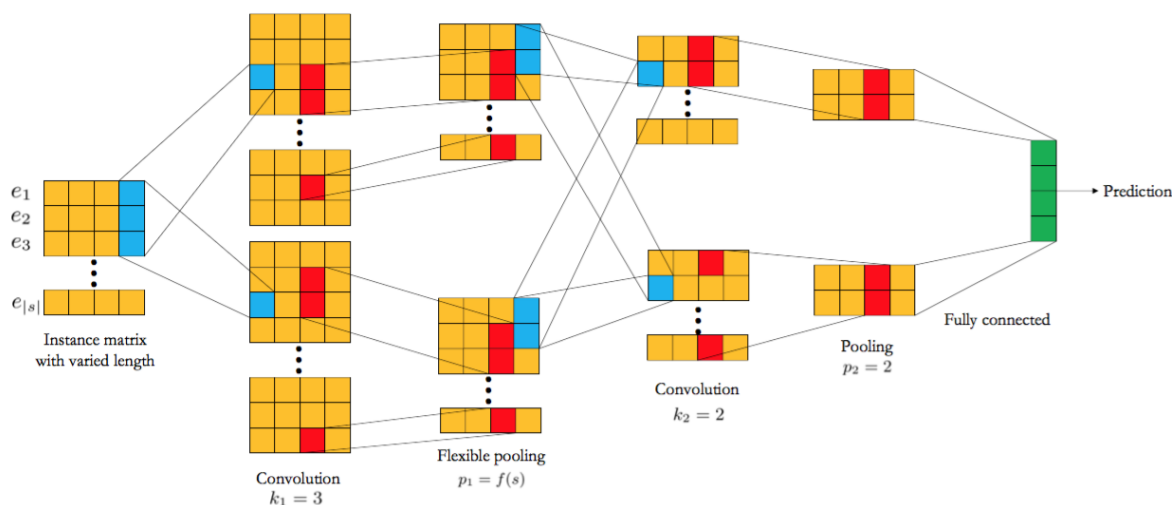 e₁
e₂
e₃
e|s|
Instance matrix
with varied length
Convolution
k₁ = 3
Flexible pooling
p₁ = f(s)
Convolution
k₂ = 2
Pooling
p₂ = 2
Fully connected
Prediction